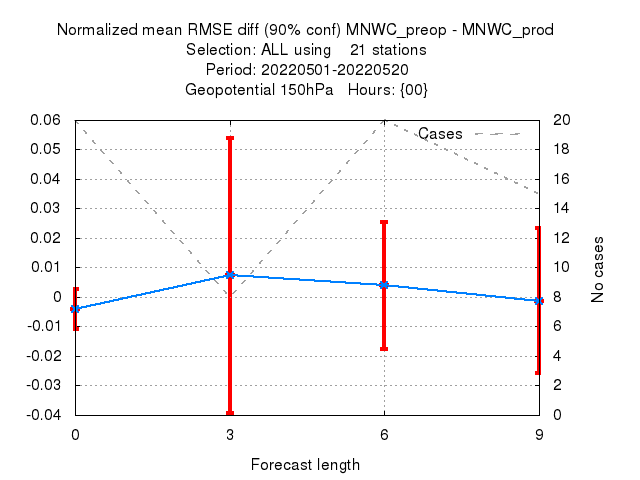 Normalized mean RMSE diff (90% conf) MNWC_preop - MNWC_prod
Selection: ALL using 21 stations
Period: 20220501-20220520
Geopotential 150hPa Hours: {00}
Cases
0.06
0.05
0.04
0.03
0.02
0.01
0
-0.01
-0.02
-0.03
-0.04
20
18
16
14
12
10
8
6
4
2
0
No cases
0 3 6 9
Forecast length